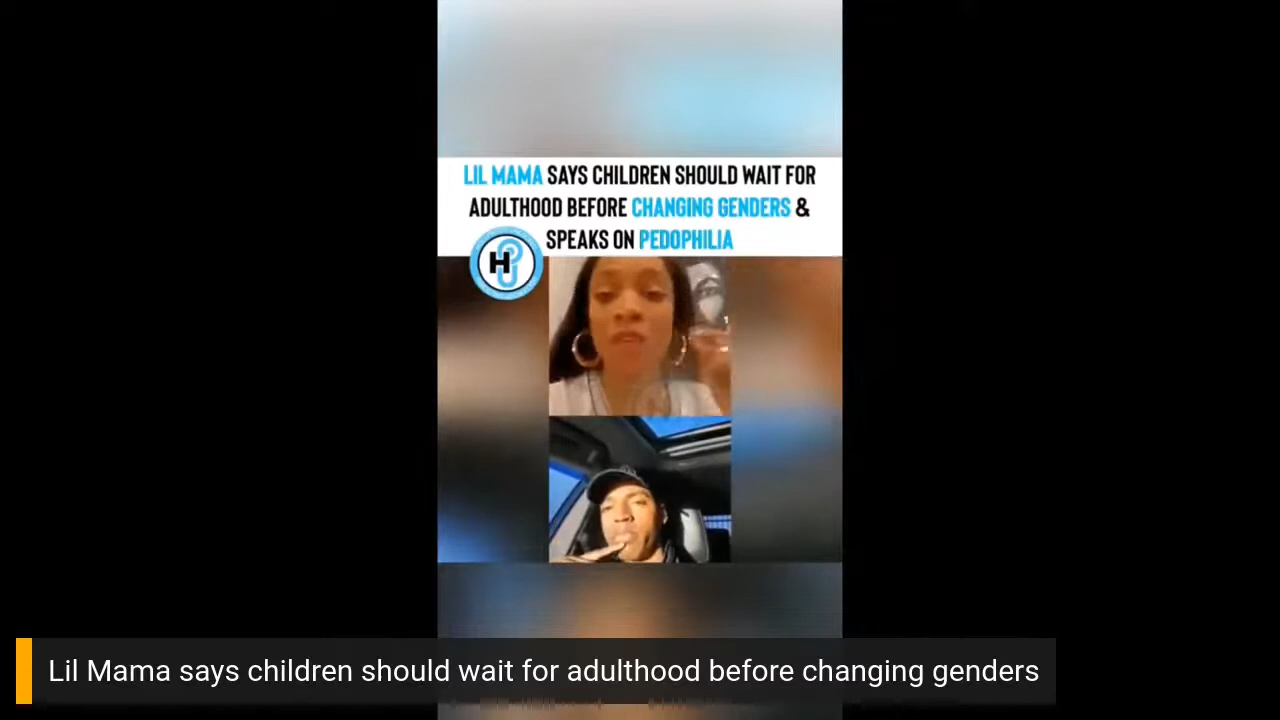 LIL MAMA SAYS CHILDREN SHOULD WAIT FOR
ADULTHOOD BEFORE CHANGING GENDERS &
SPEAKS ON PEDOPHILIA
H
Lil Mama says children should wait for adulthood before changing genders